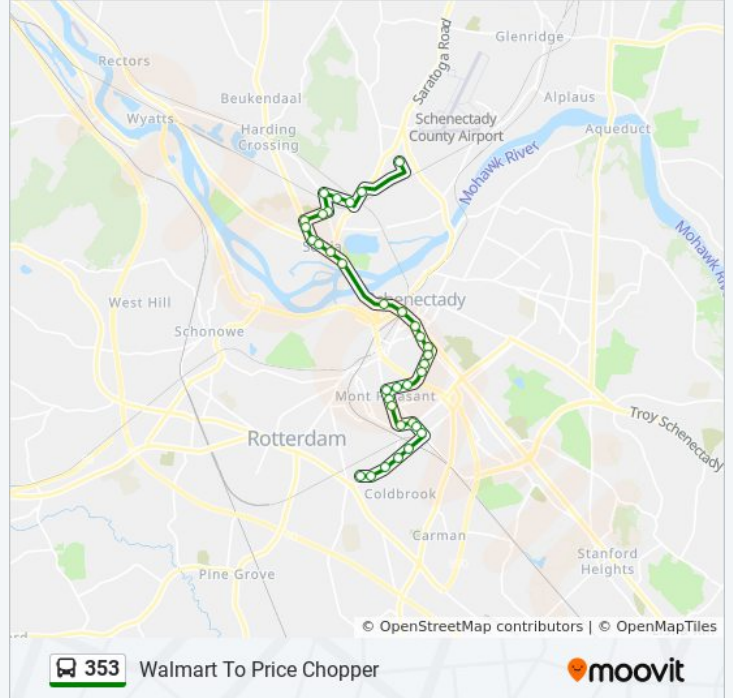 Rectors
Glenridge
Saratoga Road
Beukendaal
Alplaus
Wyatts
Schenectady
County Airport
Harding
Crossing
Aqueduct
Mohawk River
Mohawk
West Hill
Schonowe
Mont
Rotterdam
Troy Schenectady
Coldbrook
Carman
Stanford
Heights
Pine Grove
© OpenStreetMap contributors | © OpenMapTiles
353 Walmart To Price Chopper
moovit